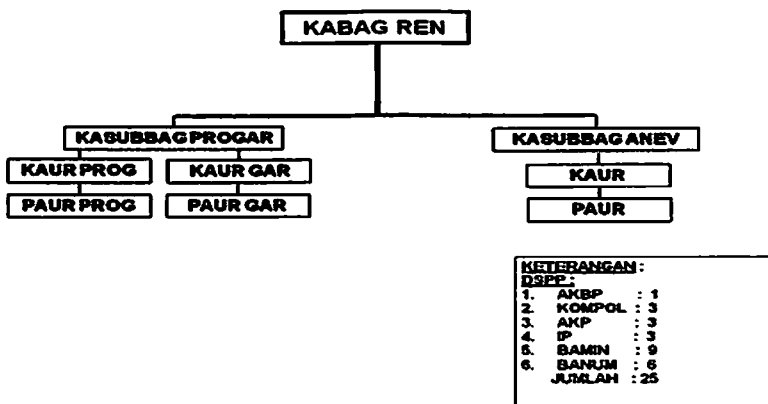 KABAG REN
KASUBBAG PROGAR
KASUBBAG ANEV
KAUR PROG
KAUR GAR
KAUR
PAUR PROG
PAUR GAR
PAUR
KETERANGAN :
DSPP :
1. AKBP : 1
2. KOMPOL : 3
3. AKP : 3
4. IP : 3
5. BAMIN : 9
6. BANUM : 6
JUMLAH : 25